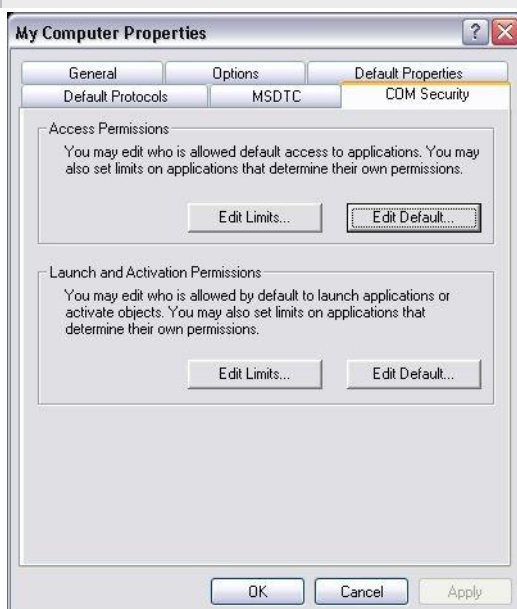 My Computer Properties
General
Options
Default Properties
Default Protocols
MSDTC
COM Security
Access Permissions
You may edit who is allowed default access to applications. You may
also set limits on applications that determine their own permissions.
Edit Limits...
Edit Default...
Launch and Activation Permissions
You may edit who is allowed by default to launch applications or
activate objects. You may also set limits on applications that
determine their own permissions.
Edit Limits...
Edit Default...
OK
Cancel
Apply